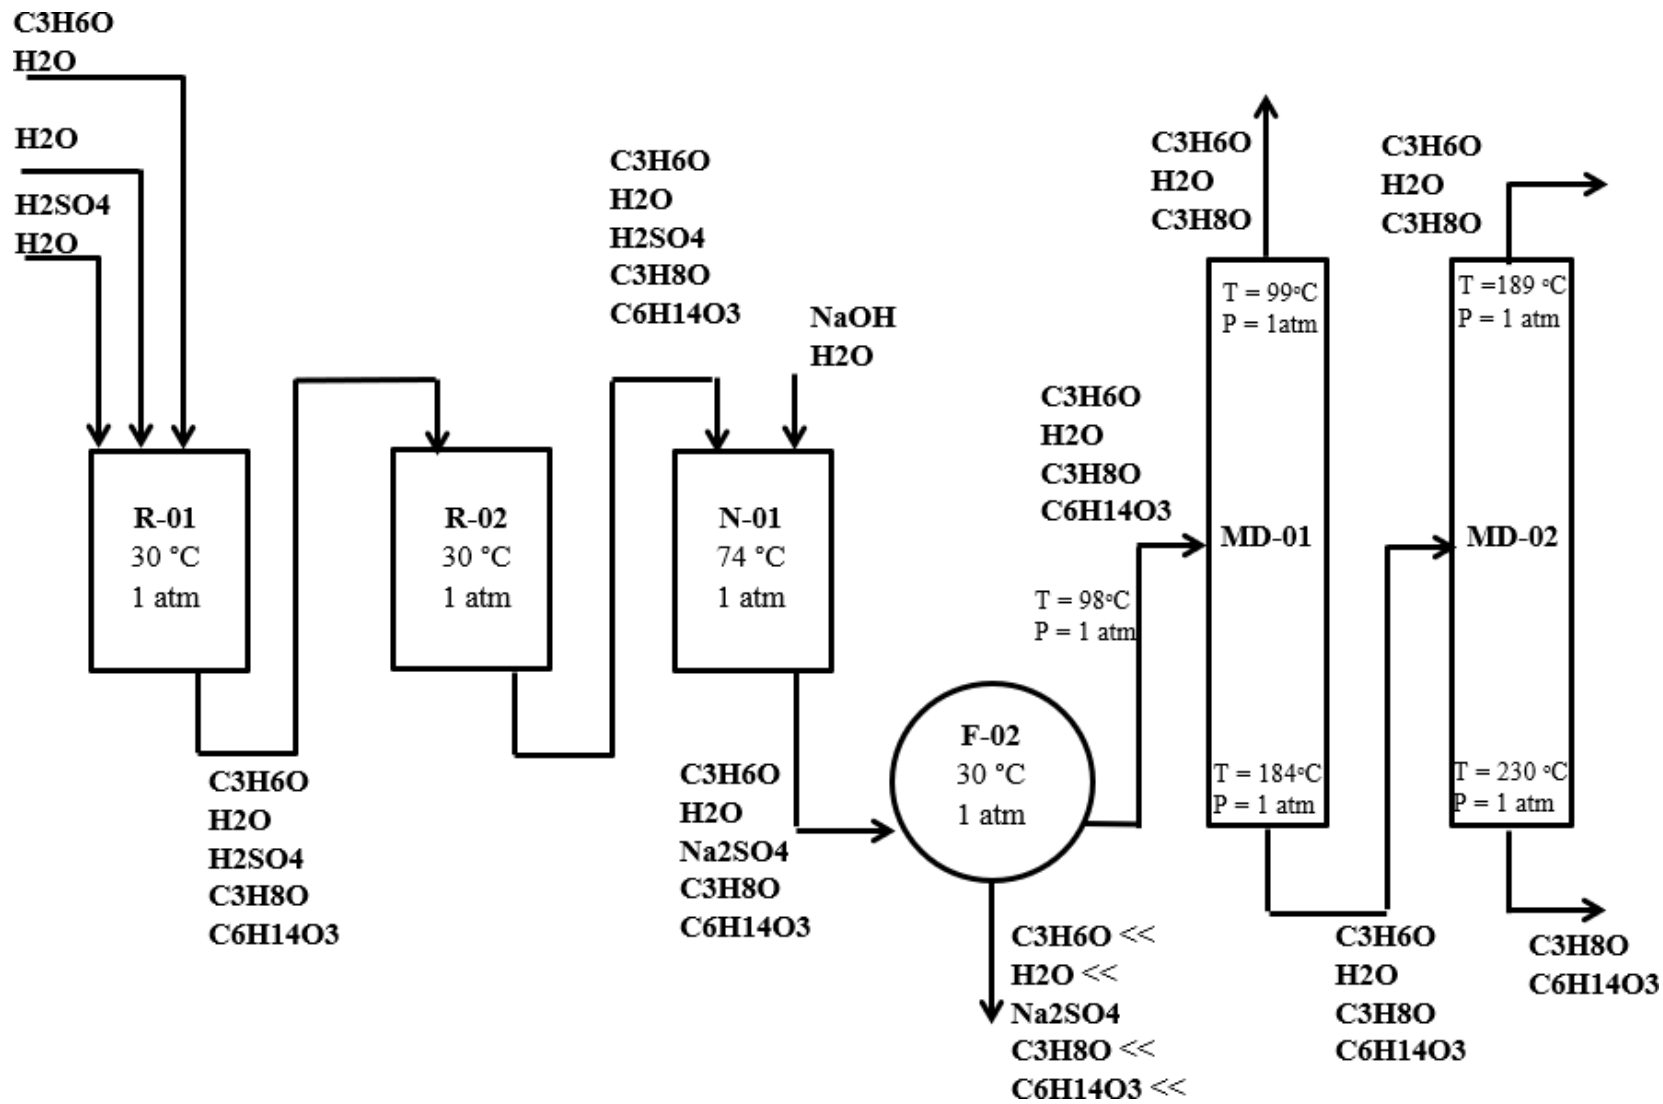 C3H6O
H2O
H2O
H2SO4
H2O
R-01
30 °C
1 atm
C3H6O
H2O
H2SO4
C3H8O
C6H14O3
R-02
30 °C
1 atm
C3H6O
H2O
H2SO4
C3H8O
C6H14O3
NaOH
H2O
N-01
74 °C
1 atm
C3H6O
H2O
Na2SO4
C3H8O
C6H14O3
F-02
30 °C
1 atm
C3H6O <<
H2O <<
Na2SO4
C3H8O <<
C6H14O3 <<
C3H6O
H2O
C3H8O
C6H14O3
T = 98°C
P = 1 atm
C3H6O
H2O
C3H8O
T = 99°C
P = 1atm
MD-01
T = 184°C
P = 1 atm
C3H6O
H2O
C3H8O
C6H14O3
C3H6O
H2O
C3H8O
T =189 °C
P = 1 atm
MD-02
T = 230 °C
P = 1 atm
C3H8O
C6H14O3